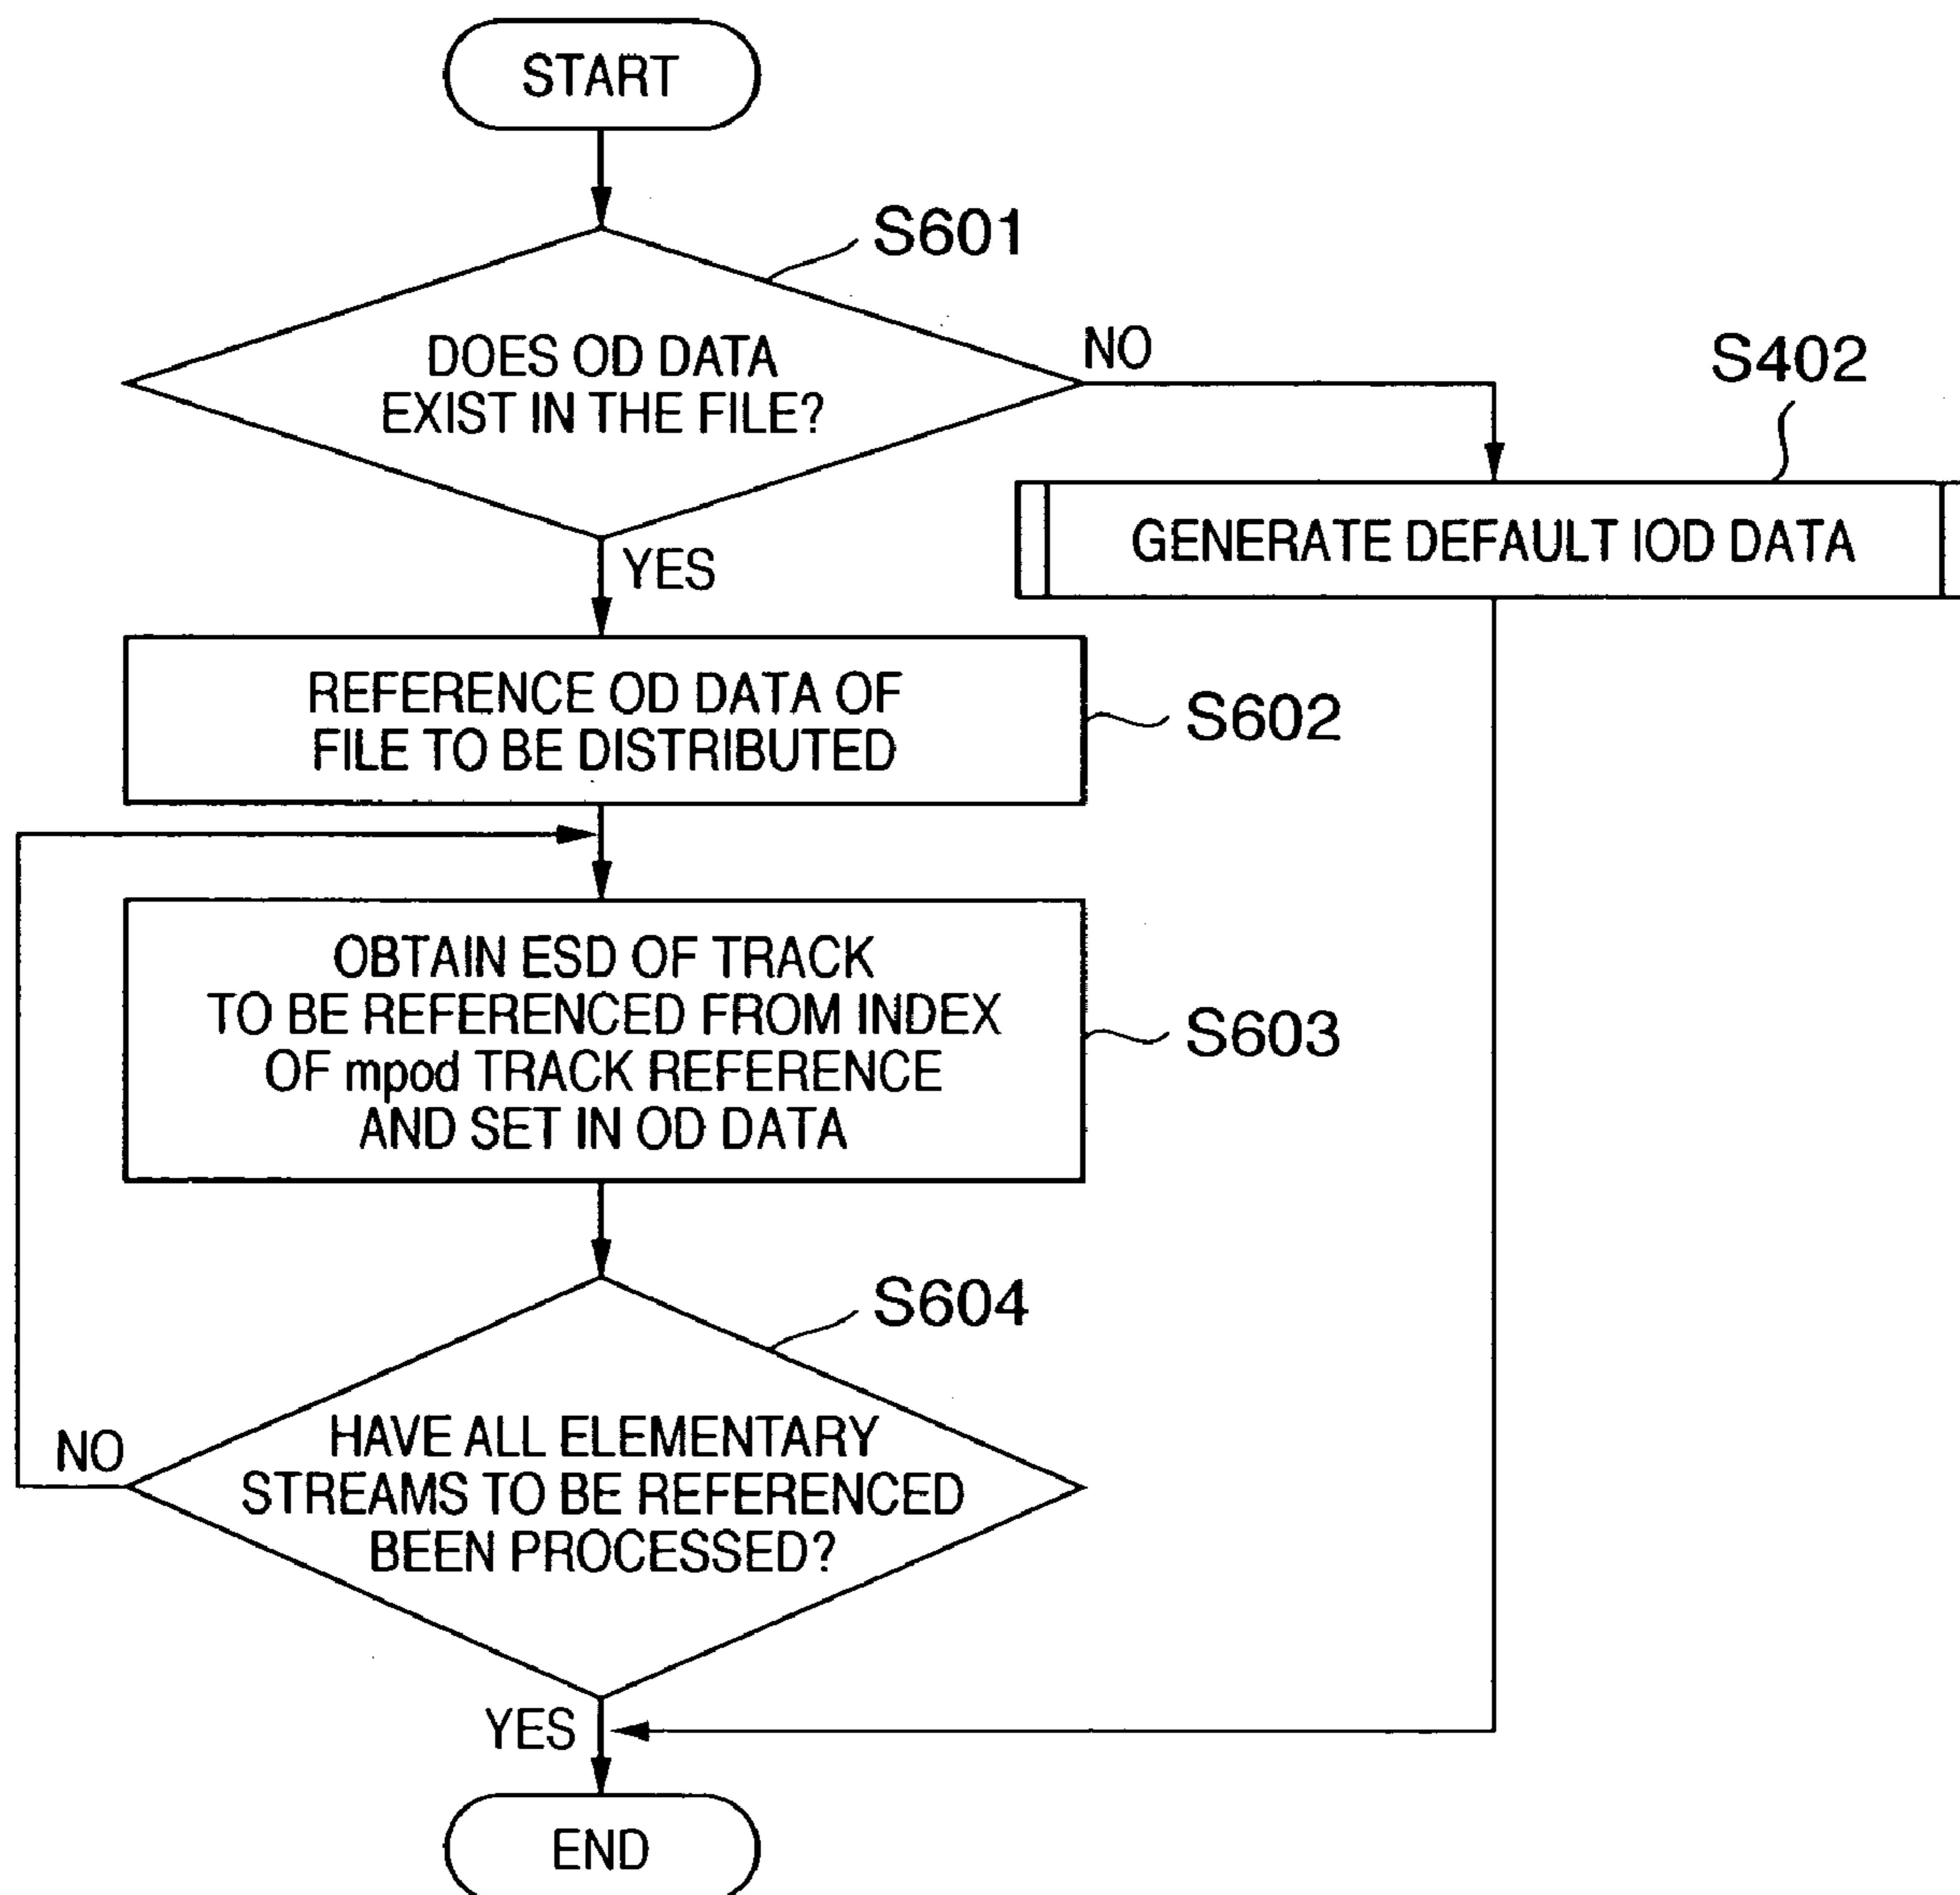 START
S601
DOES OD DATA
EXIST IN THE FILE?
NO
S402
GENERATE DEFAULT IOD DATA
YES
REFERENCE OD DATA OF
FILE TO BE DISTRIBUTED
S602
OBTAIN ESD OF TRACK
TO BE REFERENCED FROM INDEX
OF mpod TRACK REFERENCE
AND SET IN OD DATA
S603
S604
HAVE ALL ELEMENTARY
STREAMS TO BE REFERENCED
BEEN PROCESSED?
NO
YES
END